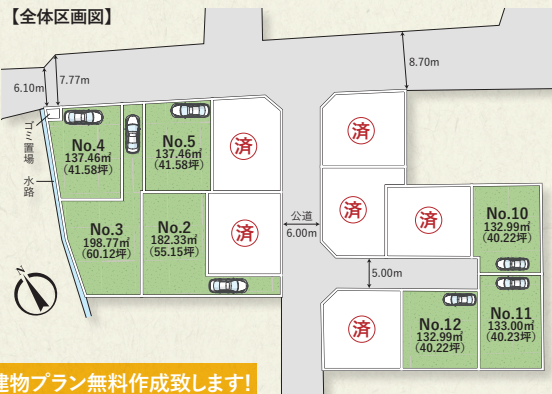 【全体区画図】
6.10m
7.77m
8.70m
ゴミ置場
水路
No.4
137.46㎡
(41.58坪)
No.5
137.46㎡
(41.58坪)
済
済
No.3
198.77㎡
(60.12坪)
No.2
182.33㎡
(55.15坪)
済
公道
6.00m
済
済
No.10
132.99㎡
(40.22坪)
5.00m
済
No.12
132.99㎡
(40.22坪)
No.11
133.00㎡
(40.23坪)
N
建物プラン無料作成致します!